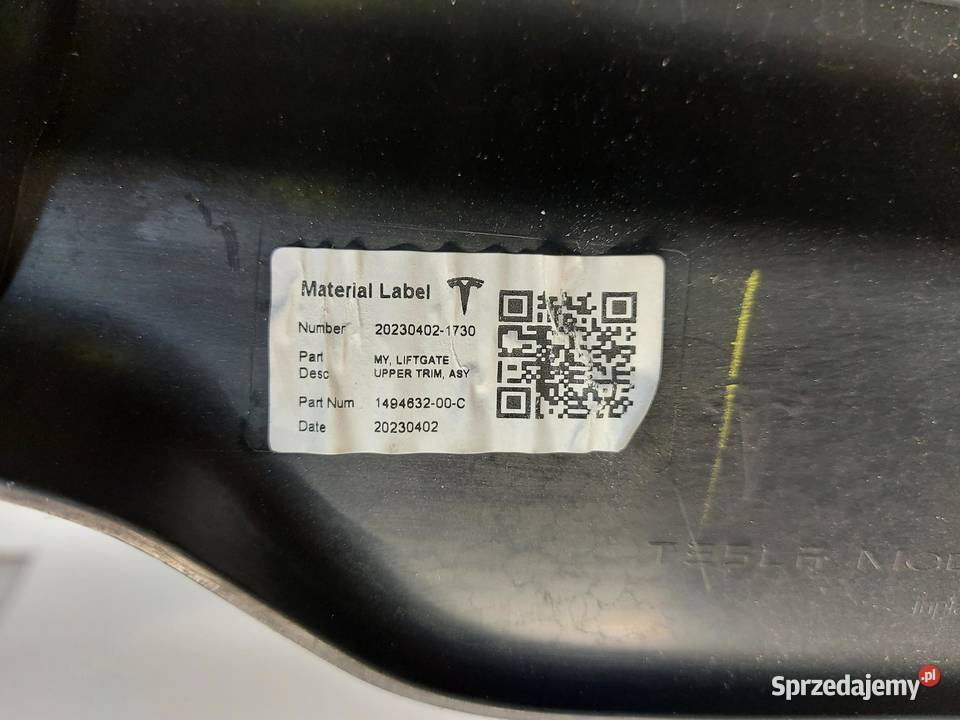 Material Label
Number 20230402-1730
Part Desc MY, LIFTGATE UPPER TRIM, ASY
Part Num 1494632-00-C
Date 20230402
TESLA
Sprzedajemy.pl